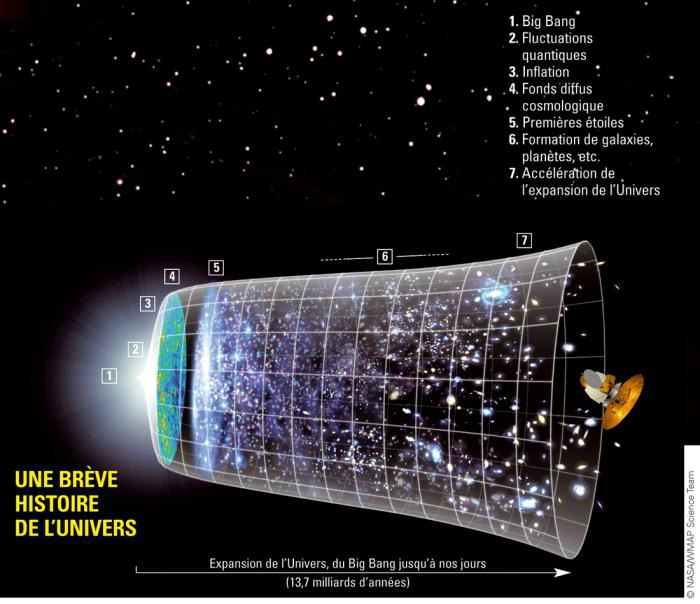 1. Big Bang
2. Fluctuations
quantiques
3. Inflation
4. Fonds diffus
cosmologique
5. Premières étoiles
6. Formation de galaxies,
planètes, etc.
7. Accélération de
l'expansion de l'Univers
7
6
5
4
3
2
1
UNE BRÈVE
HISTOIRE
DE L'UNIVERS
Expansion de l'Univers, du Big Bang jusqu'à nos jours
(13,7 milliards d'années)
© NASA/WMAP Science Team